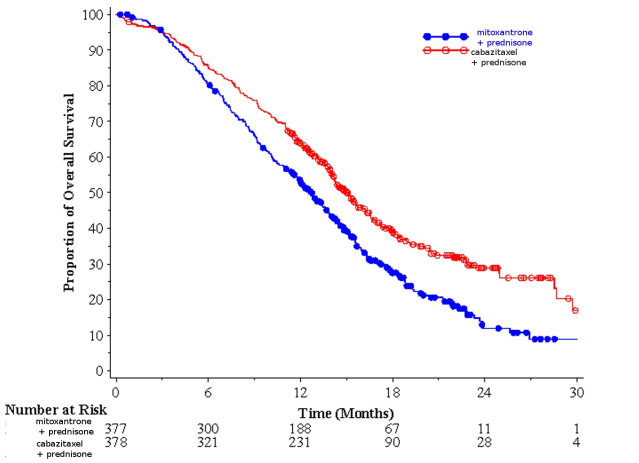 100
90
80
70
60
50
40
30
20
10
0
Proportion of Overall Survival
mitoxantrone
+ prednisone
cabazitaxel
+ prednisone
0 6 12 18 24 30
Time (Months)
Number at Risk
mitoxantrone
+ prednisone 377 300 188 67 11 1
cabazitaxel 378 321 231 90 28 4
+ prednisone